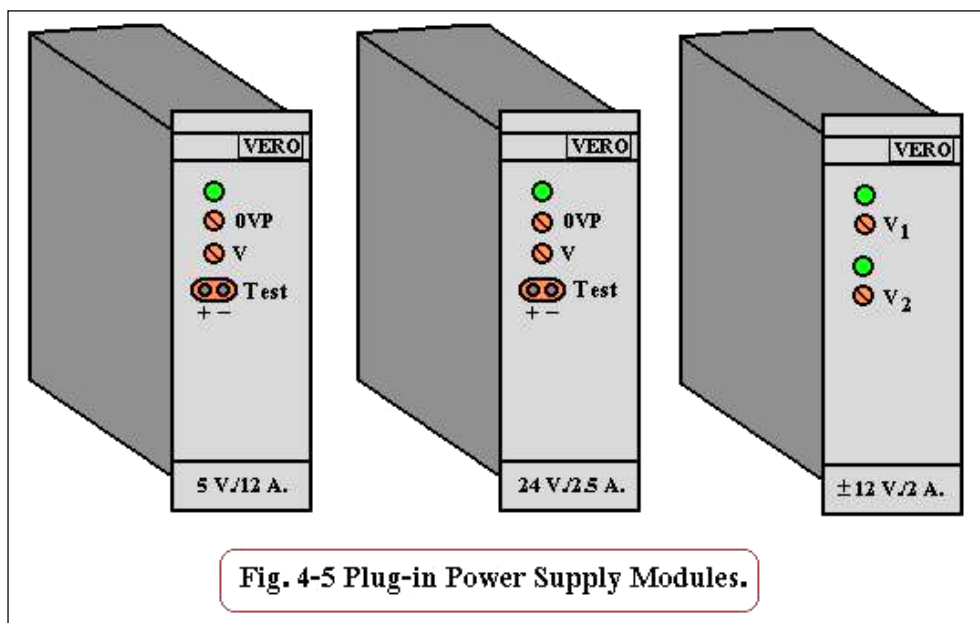 VERO
0VP
V
Test
+ −
5 V./12 A.
VERO
0VP
V
Test
+ −
24 V./2.5 A.
VERO
V1
V2
±12 V./2 A.
Fig. 4-5 Plug-in Power Supply Modules.